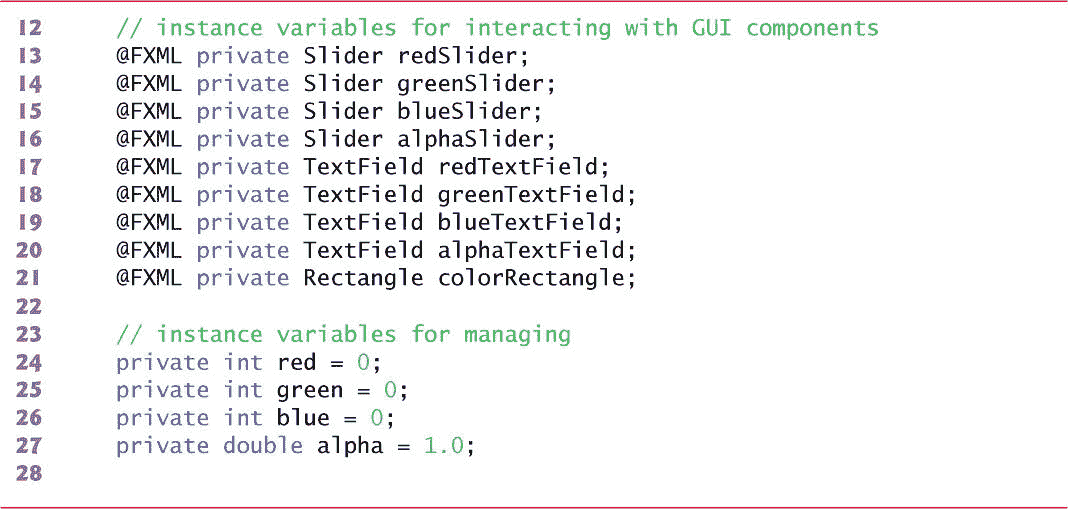 12 // instance variables for interacting with GUI components
13 @FXML private Slider redSlider;
14 @FXML private Slider greenSlider;
15 @FXML private Slider blueSlider;
16 @FXML private Slider alphaSlider;
17 @FXML private TextField redTextField;
18 @FXML private TextField greenTextField;
19 @FXML private TextField blueTextField;
20 @FXML private TextField alphaTextField;
21 @FXML private Rectangle colorRectangle;
22
23 // instance variables for managing
24 private int red = 0;
25 private int green = 0;
26 private int blue = 0;
27 private double alpha = 1.0;
28